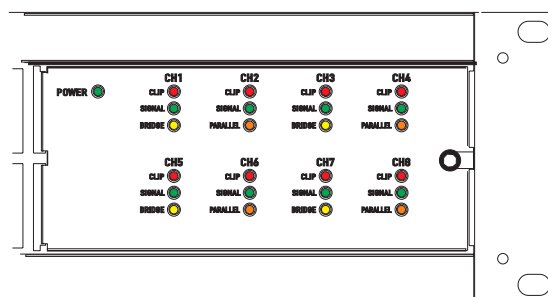 CH1 CH2 CH3 CH4
POWER CLIP CLIP CLIP CLIP
SIGNAL SIGNAL SIGNAL SIGNAL
BRIDGE PARALLEL BRIDGE PARALLEL
CH5 CH6 CH7 CH8
CLIP CLIP CLIP CLIP
SIGNAL SIGNAL SIGNAL SIGNAL
BRIDGE PARALLEL BRIDGE PARALLEL